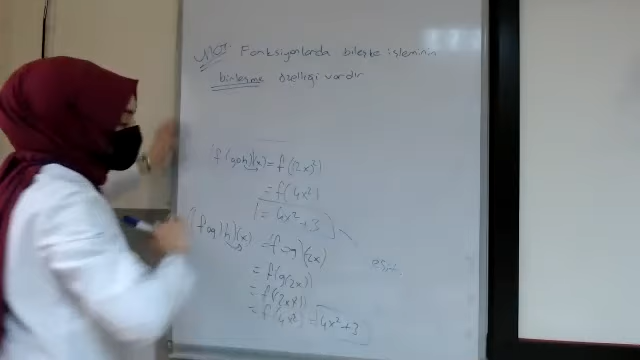 NOT: Fonksiyonlarda bileşke işleminin
birleşme özelliği vardır
f(goh)(x) = f((2x)²)
= f(4x²)
= 4x²+3
(fog)h)(x) = fog)(2x)
eşit.
= f(g(2x))
= f((2x)²)
= f(4x²) = 4x²+3